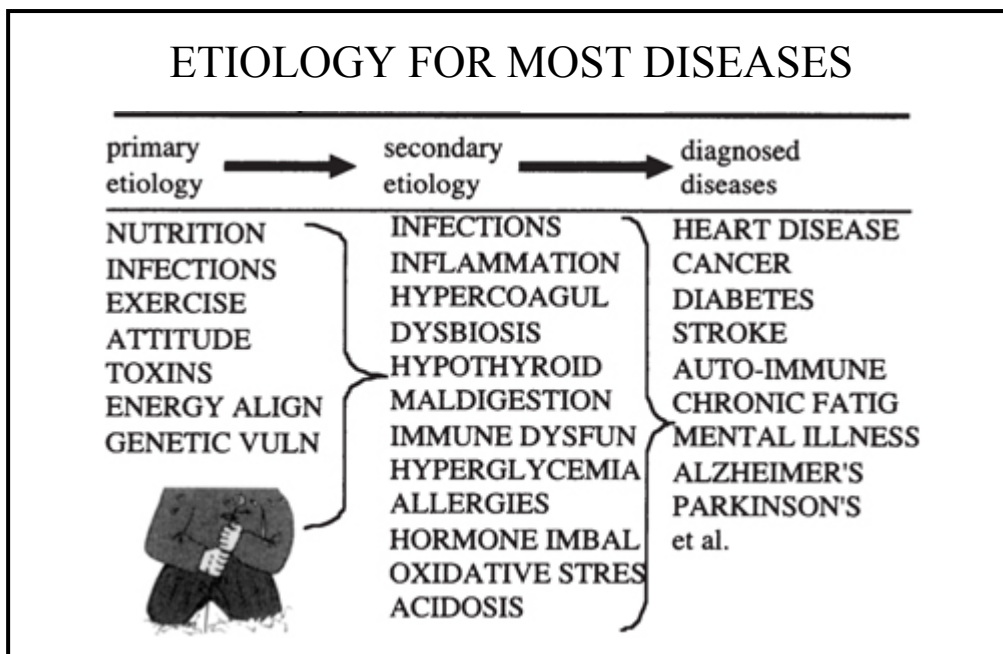 ETIOLOGY FOR MOST DISEASES
primary
etiology
secondary
etiology
diagnosed
diseases
NUTRITION
INFECTIONS
EXERCISE
ATTITUDE
TOXINS
ENERGY ALIGN
GENETIC VULN
INFECTIONS
INFLAMMATION
HYPERCOAGUL
DYSBIOSIS
HYPOTHYROID
MALDIGESTION
IMMUNE DYSFUN
HYPERGLYCEMIA
ALLERGIES
HORMONE IMBAL
OXIDATIVE STRES
ACIDOSIS
HEART DISEASE
CANCER
DIABETES
STROKE
AUTO-IMMUNE
CHRONIC FATIG
MENTAL ILLNESS
ALZHEIMER'S
PARKINSON'S
et al.